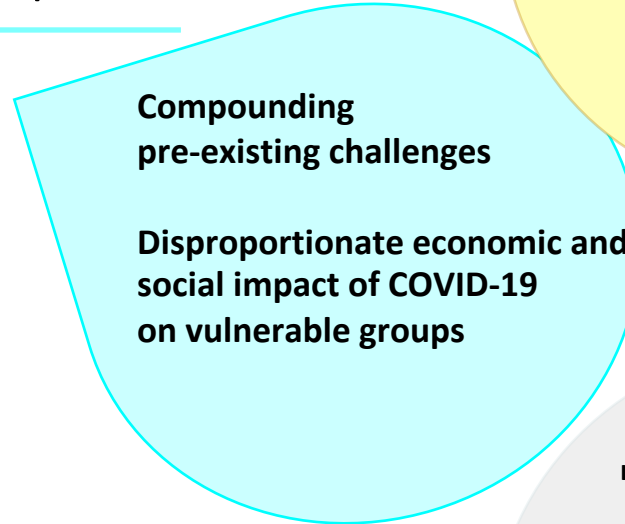 Compounding
pre-existing challenges
Disproportionate economic and
social impact of COVID-19
on vulnerable groups